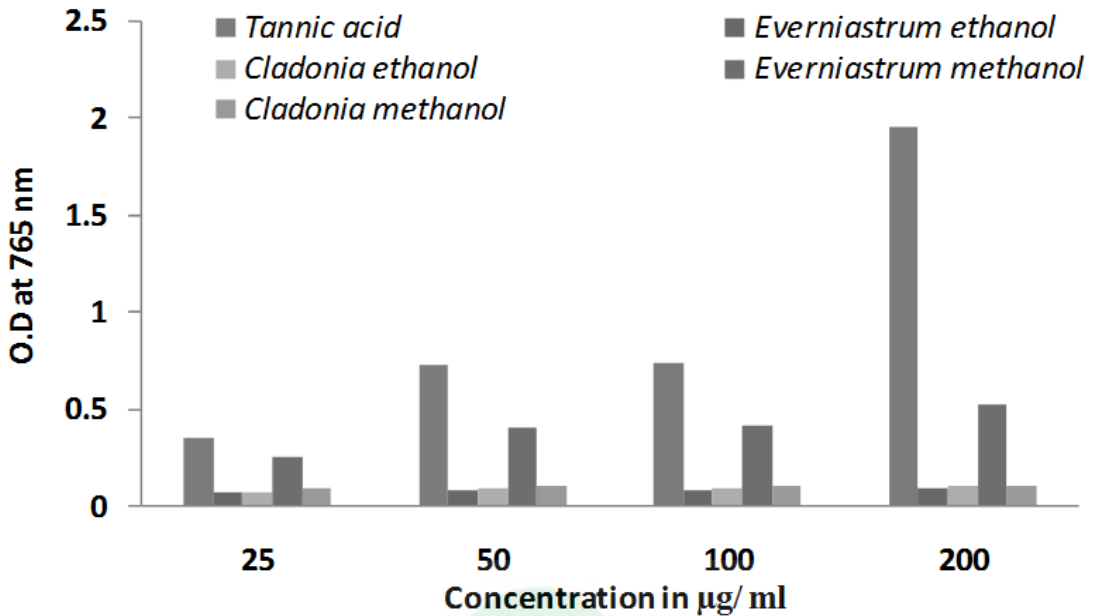 2.5
Tannic acid
Everniastrum ethanol
Cladonia ethanol
Everniastrum methanol
Cladonia methanol
2
1.5
1
0.5
0
O.D at 765 nm
25
50
100
200
Concentration in µg/ ml